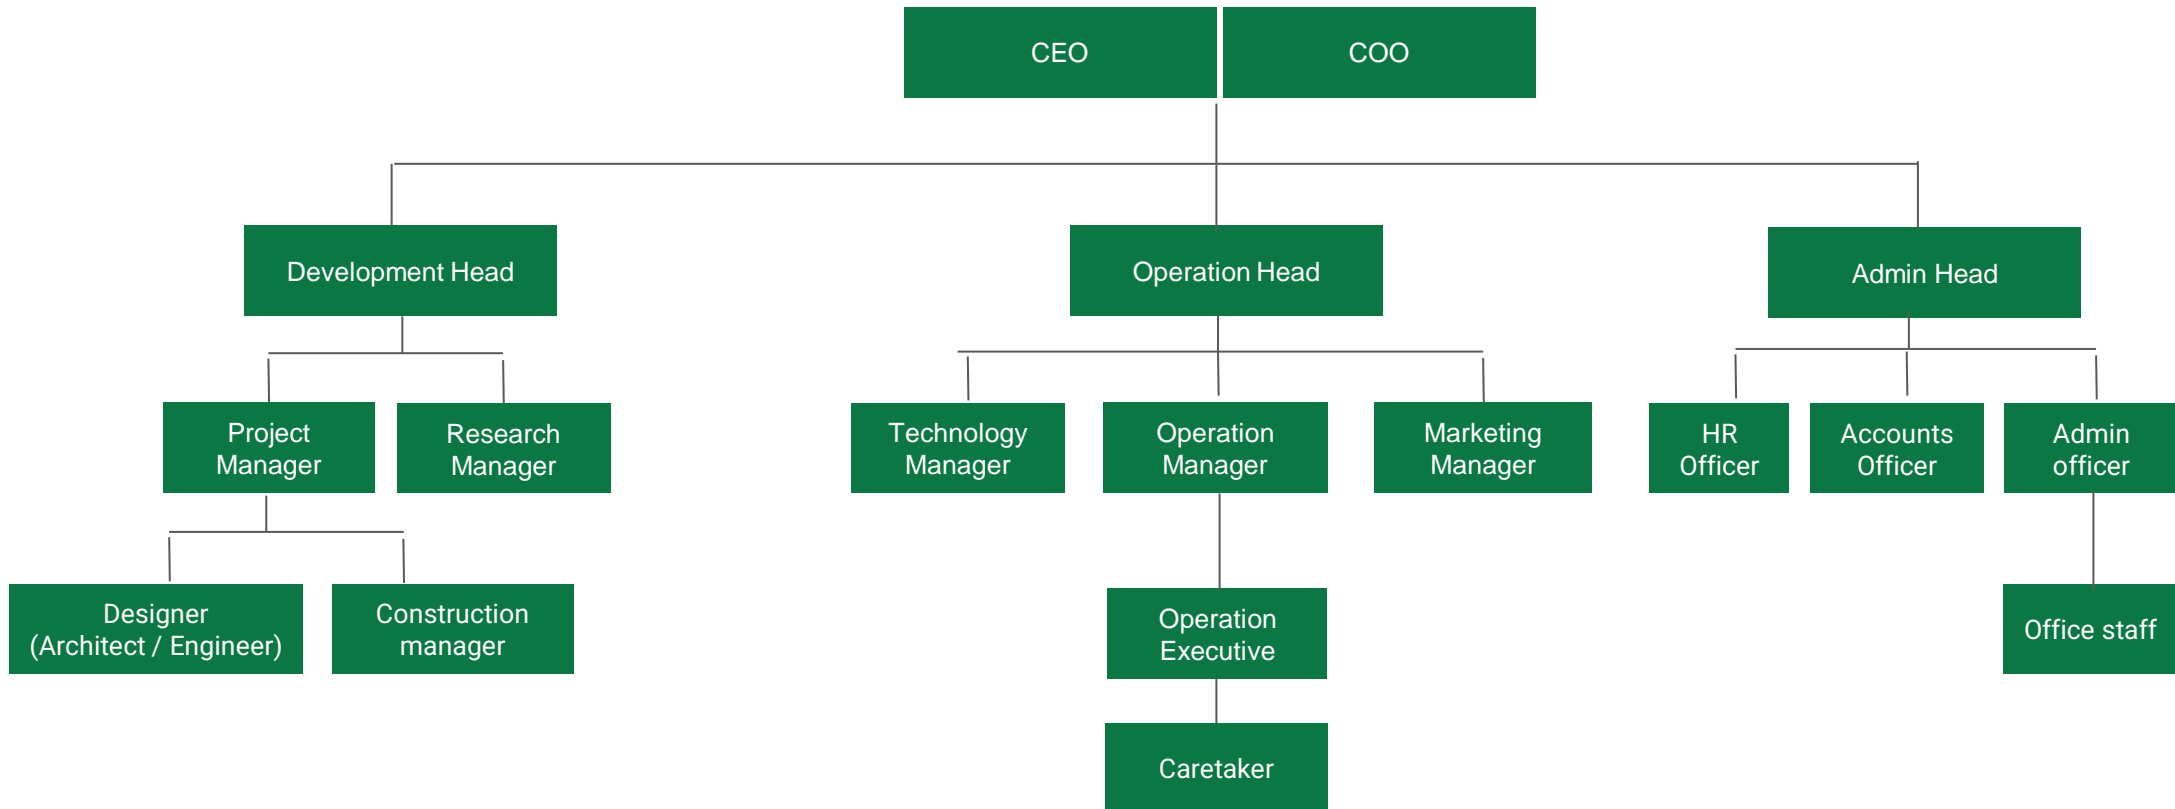 CEO
COO
Development Head
Operation Head
Admin Head
Project
Manager
Research
Manager
Technology
Manager
Operation
Manager
Marketing
Manager
HR
Officer
Accounts
Officer
Admin
officer
Designer
(Architect / Engineer)
Construction
manager
Operation
Executive
Office staff
Caretaker